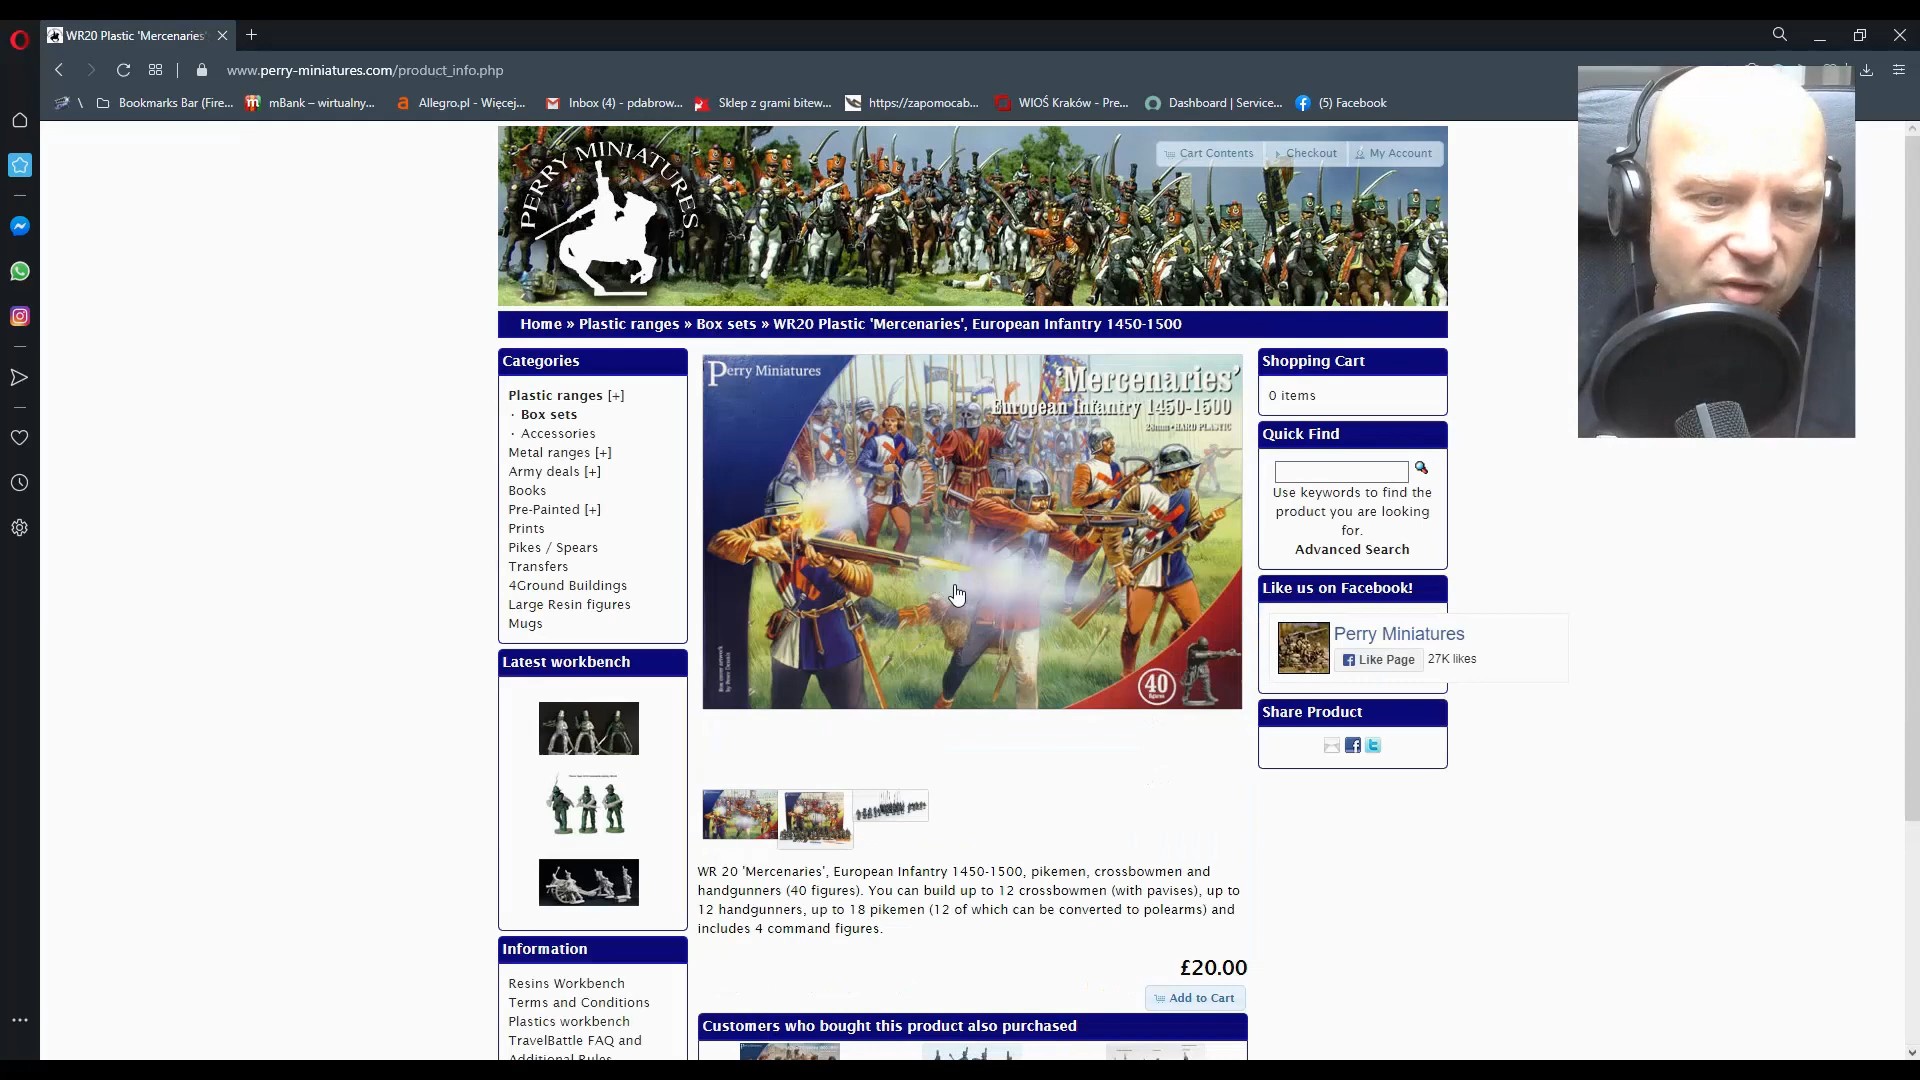 WR20 Plastic 'Mercenaries'
www.perry-miniatures.com/product_info.php
Bookmarks Bar (Fire... mBank – wirtualny... Allegro.pl - Więcej... Inbox (4) - pdabrow... Sklep z grami bitew... https://zapomocab... WIOŚ Kraków - Pre... Dashboard | Service... (5) Facebook
PERRY MINIATURES
Cart Contents Checkout My Account
Home » Plastic ranges » Box sets » WR20 Plastic 'Mercenaries', European Infantry 1450-1500
Categories
Plastic ranges [+]
· Box sets
· Accessories
Metal ranges [+]
Army deals [+]
Books
Pre-Painted [+]
Prints
Pikes / Spears
Transfers
4Ground Buildings
Large Resin figures
Mugs
Latest workbench
Information
Resins Workbench
Terms and Conditions
Plastics workbench
TravelBattle FAQ and
Additional Rules
Perry Miniatures
'Mercenaries'
European Infantry 1450-1500
28mm • HARD PLASTIC
40
figures
WR 20 'Mercenaries', European Infantry 1450-1500, pikemen, crossbowmen and
handgunners (40 figures). You can build up to 12 crossbowmen (with pavises), up to
12 handgunners, up to 18 pikemen (12 of which can be converted to polearms) and
includes 4 command figures.
£20.00
Add to Cart
Customers who bought this product also purchased
Shopping Cart
0 items
Quick Find
Use keywords to find the
product you are looking
for.
Advanced Search
Like us on Facebook!
Perry Miniatures
Like Page 27K likes
Share Product